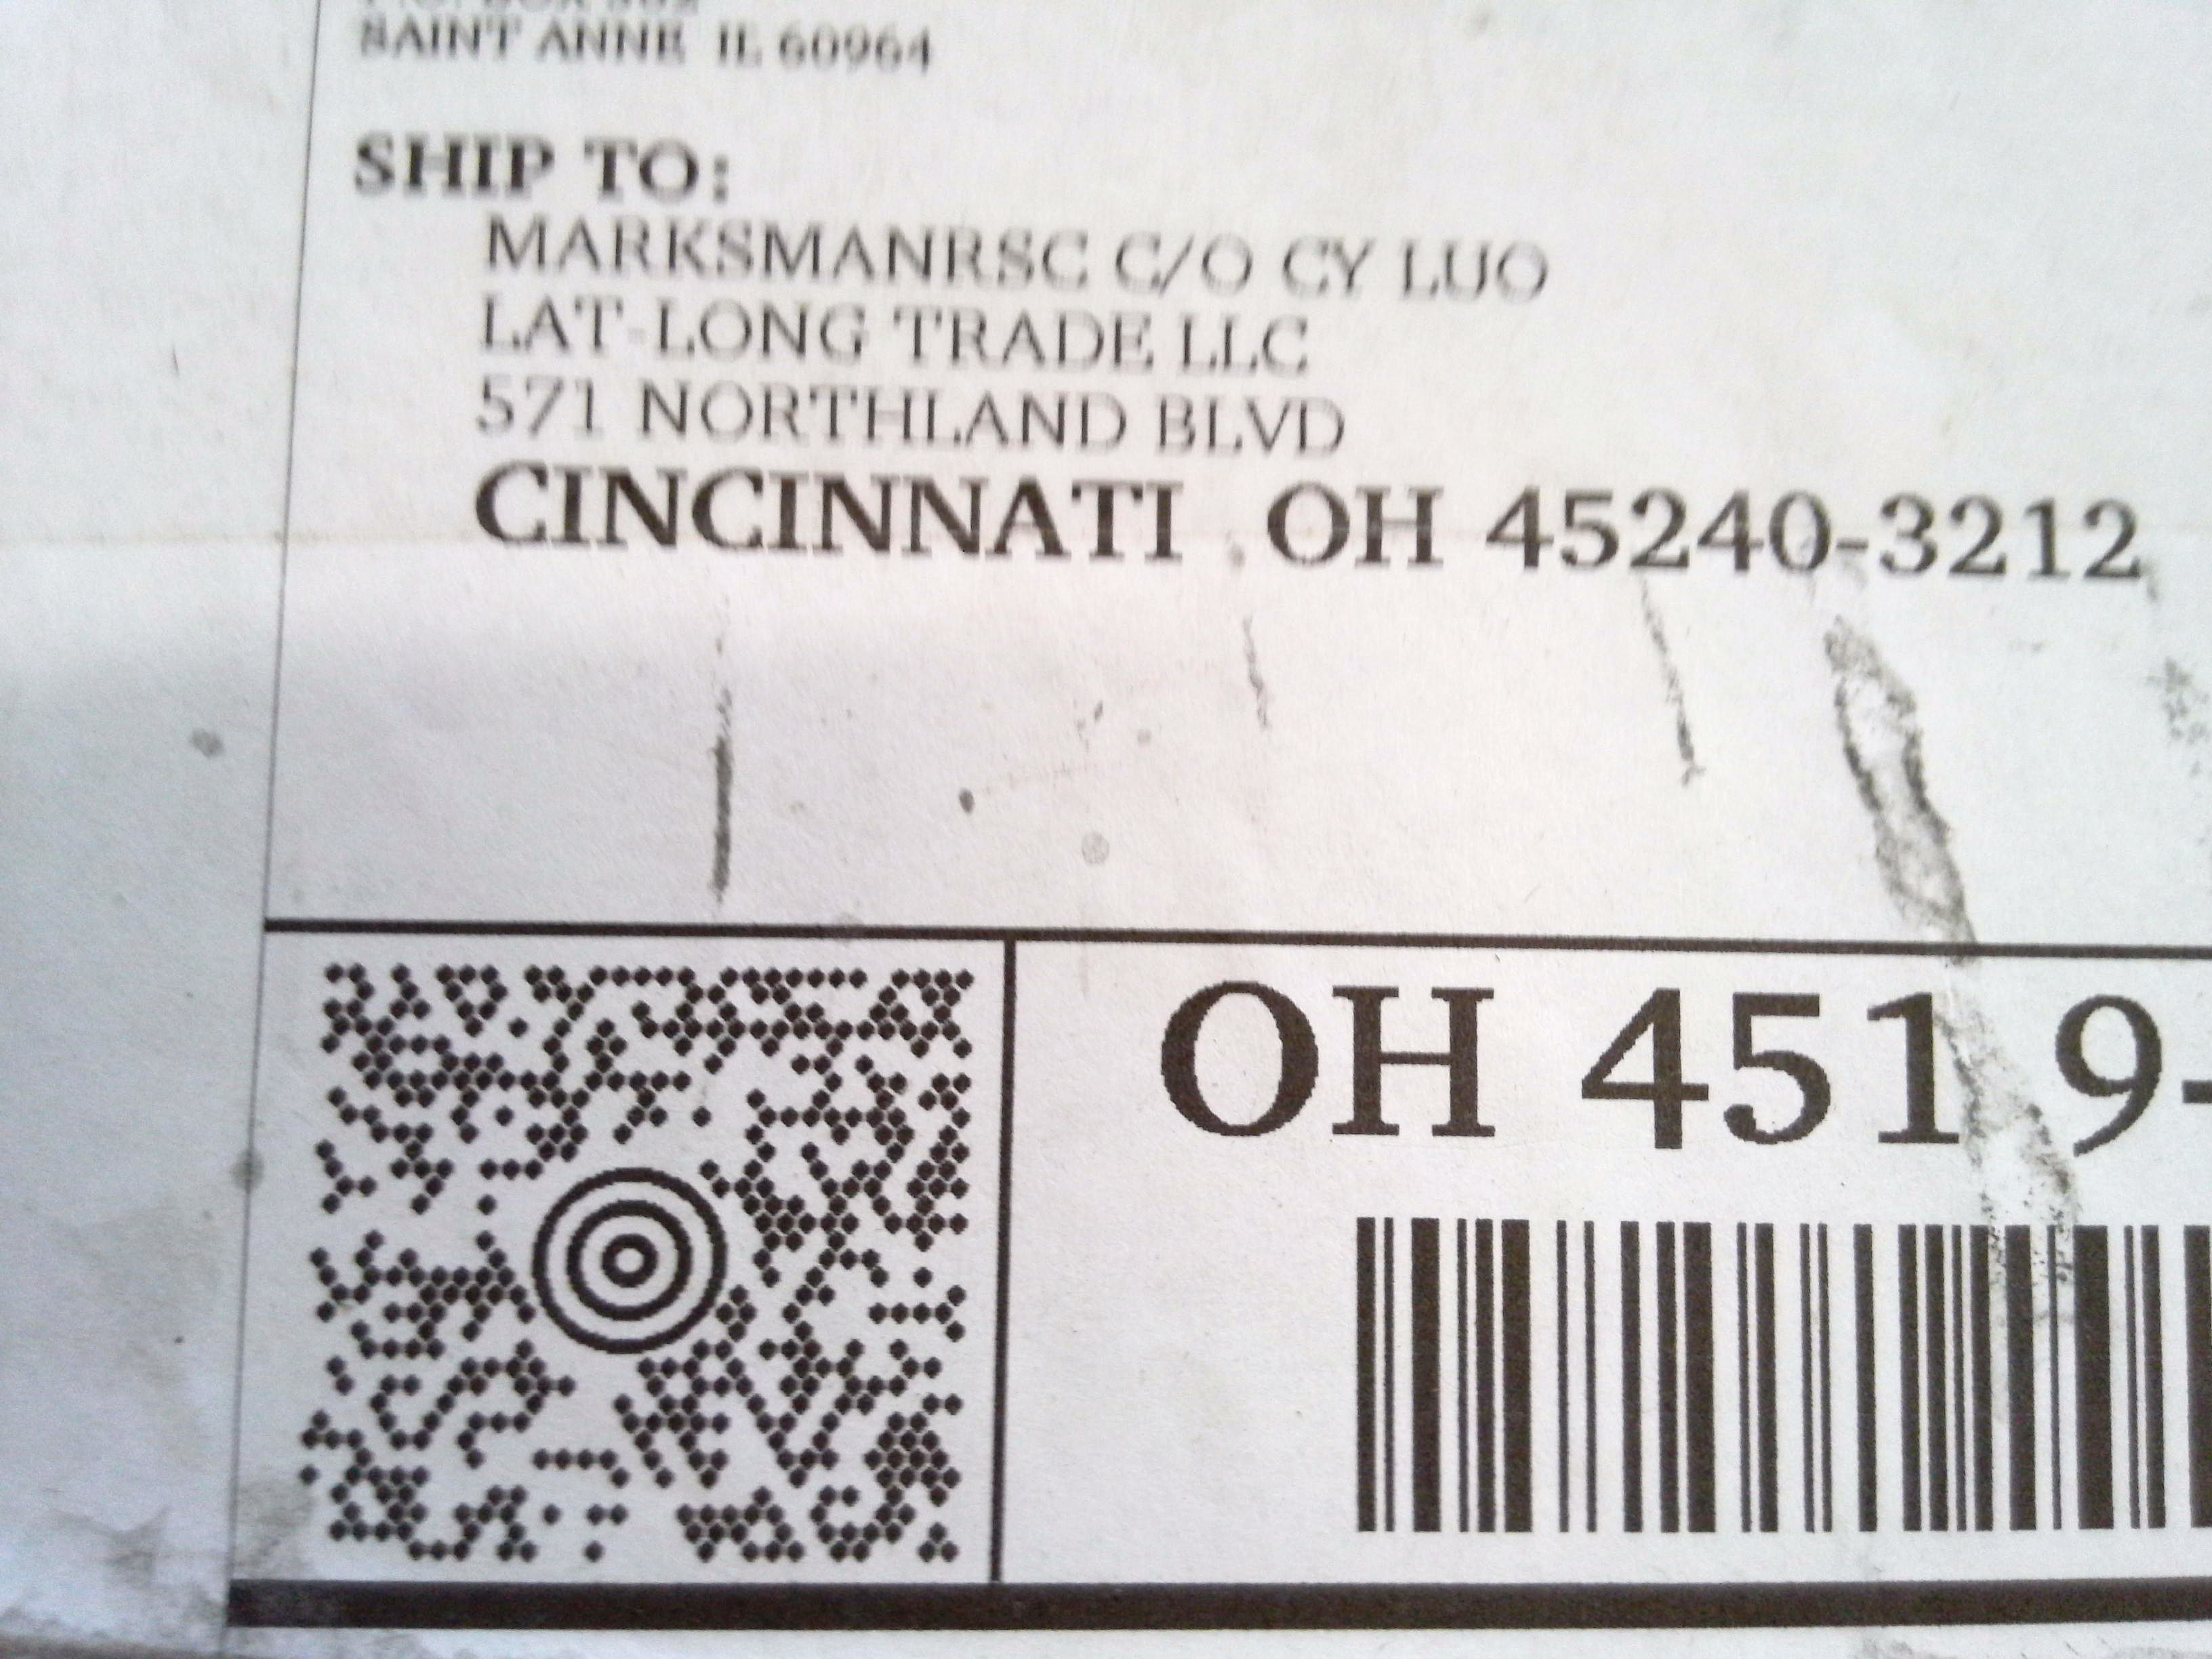 SAINT ANNE IL 60964
SHIP TO:
MARKSMANRSC C/O CY LUO
LAT-LONG TRADE LLC
571 NORTHLAND BLVD
CINCINNATI OH 45240-3212
OH 451 9-